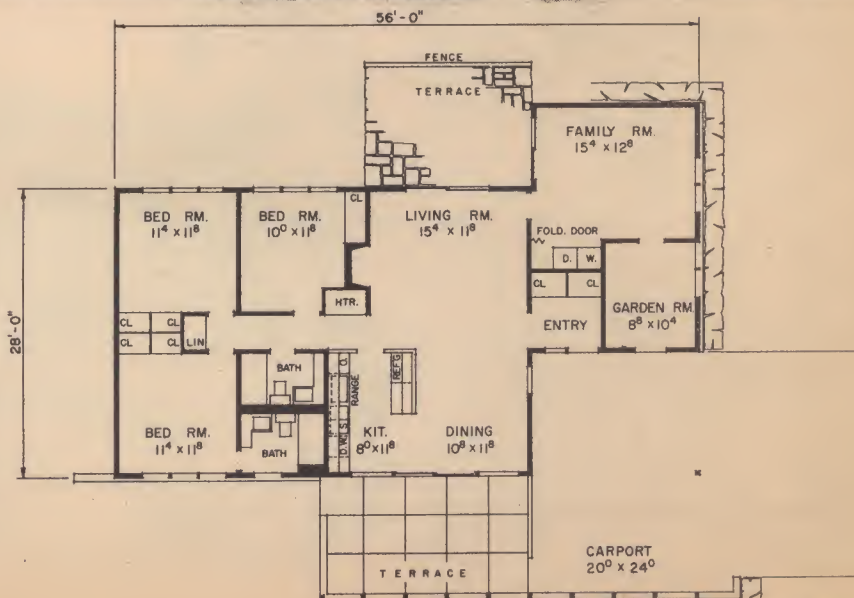 56'-0"
FENCE
TERRACE
FAMILY RM.
15⁴ x 12⁸
BED RM.
11⁴ x 11⁸
BED RM.
10⁰ x 11⁸
CL
LIVING RM.
15⁴ x 11⁸
FOLD. DOOR
D. W.
28'-0"
HTR.
CL CL
GARDEN RM.
8⁸ x 10⁴
ENTRY
CL CL
CL CL
LIN
BATH
O.
RANGE
REFG
S.
D.W.
BED RM.
11⁴ x 11⁸
BATH
KIT.
8⁰ x 11⁸
DINING
10⁸ x 11⁸
TERRACE
CARPORT
20⁰ x 24⁰